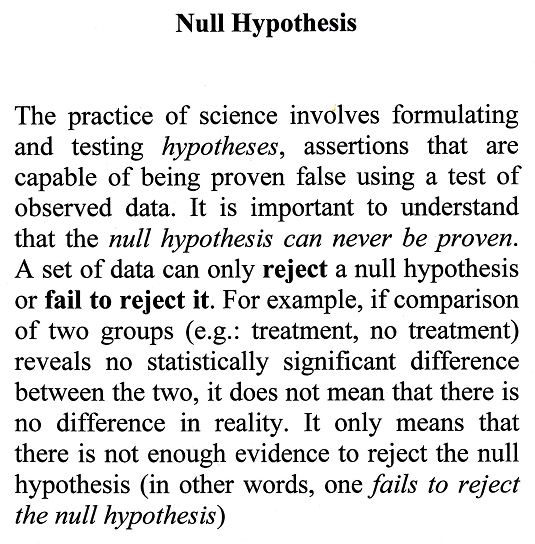 Null Hypothesis
The practice of science involves formulating
and testing hypotheses, assertions that are
capable of being proven false using a test of
observed data. It is important to understand
that the null hypothesis can never be proven.
A set of data can only reject a null hypothesis
or fail to reject it. For example, if comparison
of two groups (e.g.: treatment, no treatment)
reveals no statistically significant difference
between the two, it does not mean that there is
no difference in reality. It only means that
there is not enough evidence to reject the null
hypothesis (in other words, one fails to reject
the null hypothesis)